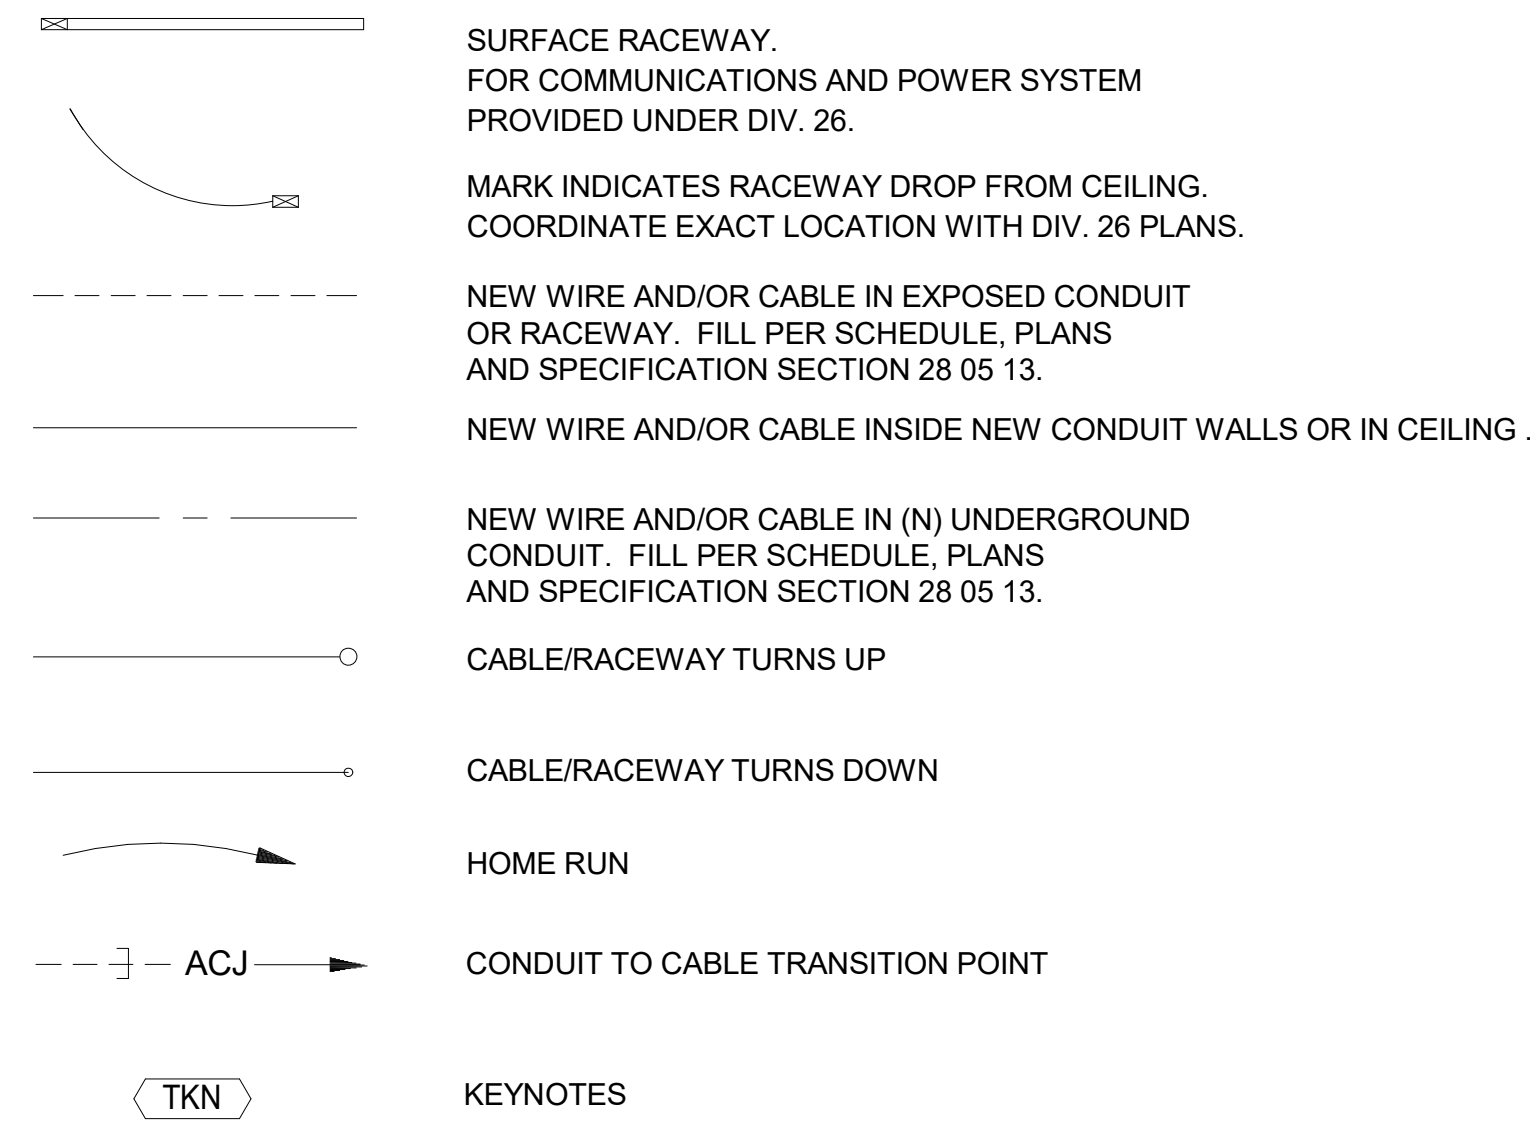 SURFACE RACEWAY.
FOR COMMUNICATIONS AND POWER SYSTEM
PROVIDED UNDER DIV. 26.
MARK INDICATES RACEWAY DROP FROM CEILING.
COORDINATE EXACT LOCATION WITH DIV. 26 PLANS.
NEW WIRE AND/OR CABLE IN EXPOSED CONDUIT
OR RACEWAY.  FILL PER SCHEDULE, PLANS
AND SPECIFICATION SECTION 28 05 13.
NEW WIRE AND/OR CABLE INSIDE NEW CONDUIT WALLS OR IN CEILING .
NEW WIRE AND/OR CABLE IN (N) UNDERGROUND
CONDUIT.  FILL PER SCHEDULE, PLANS
AND SPECIFICATION SECTION 28 05 13.
CABLE/RACEWAY TURNS UP
CABLE/RACEWAY TURNS DOWN
HOME RUN
ACJ CONDUIT TO CABLE TRANSITION POINT
TKN KEYNOTES